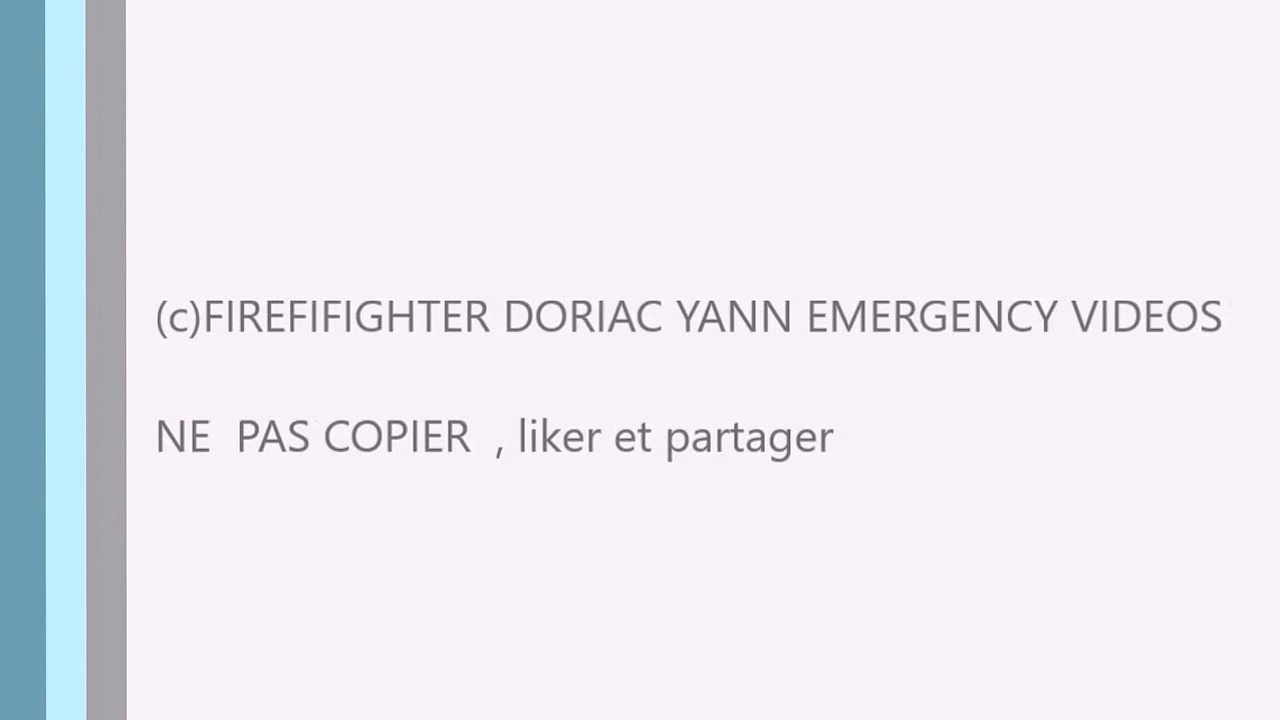 (c)FIREFIFIGHTER DORIAC YANN EMERGENCY VIDEOS
NE PAS COPIER , liker et partager